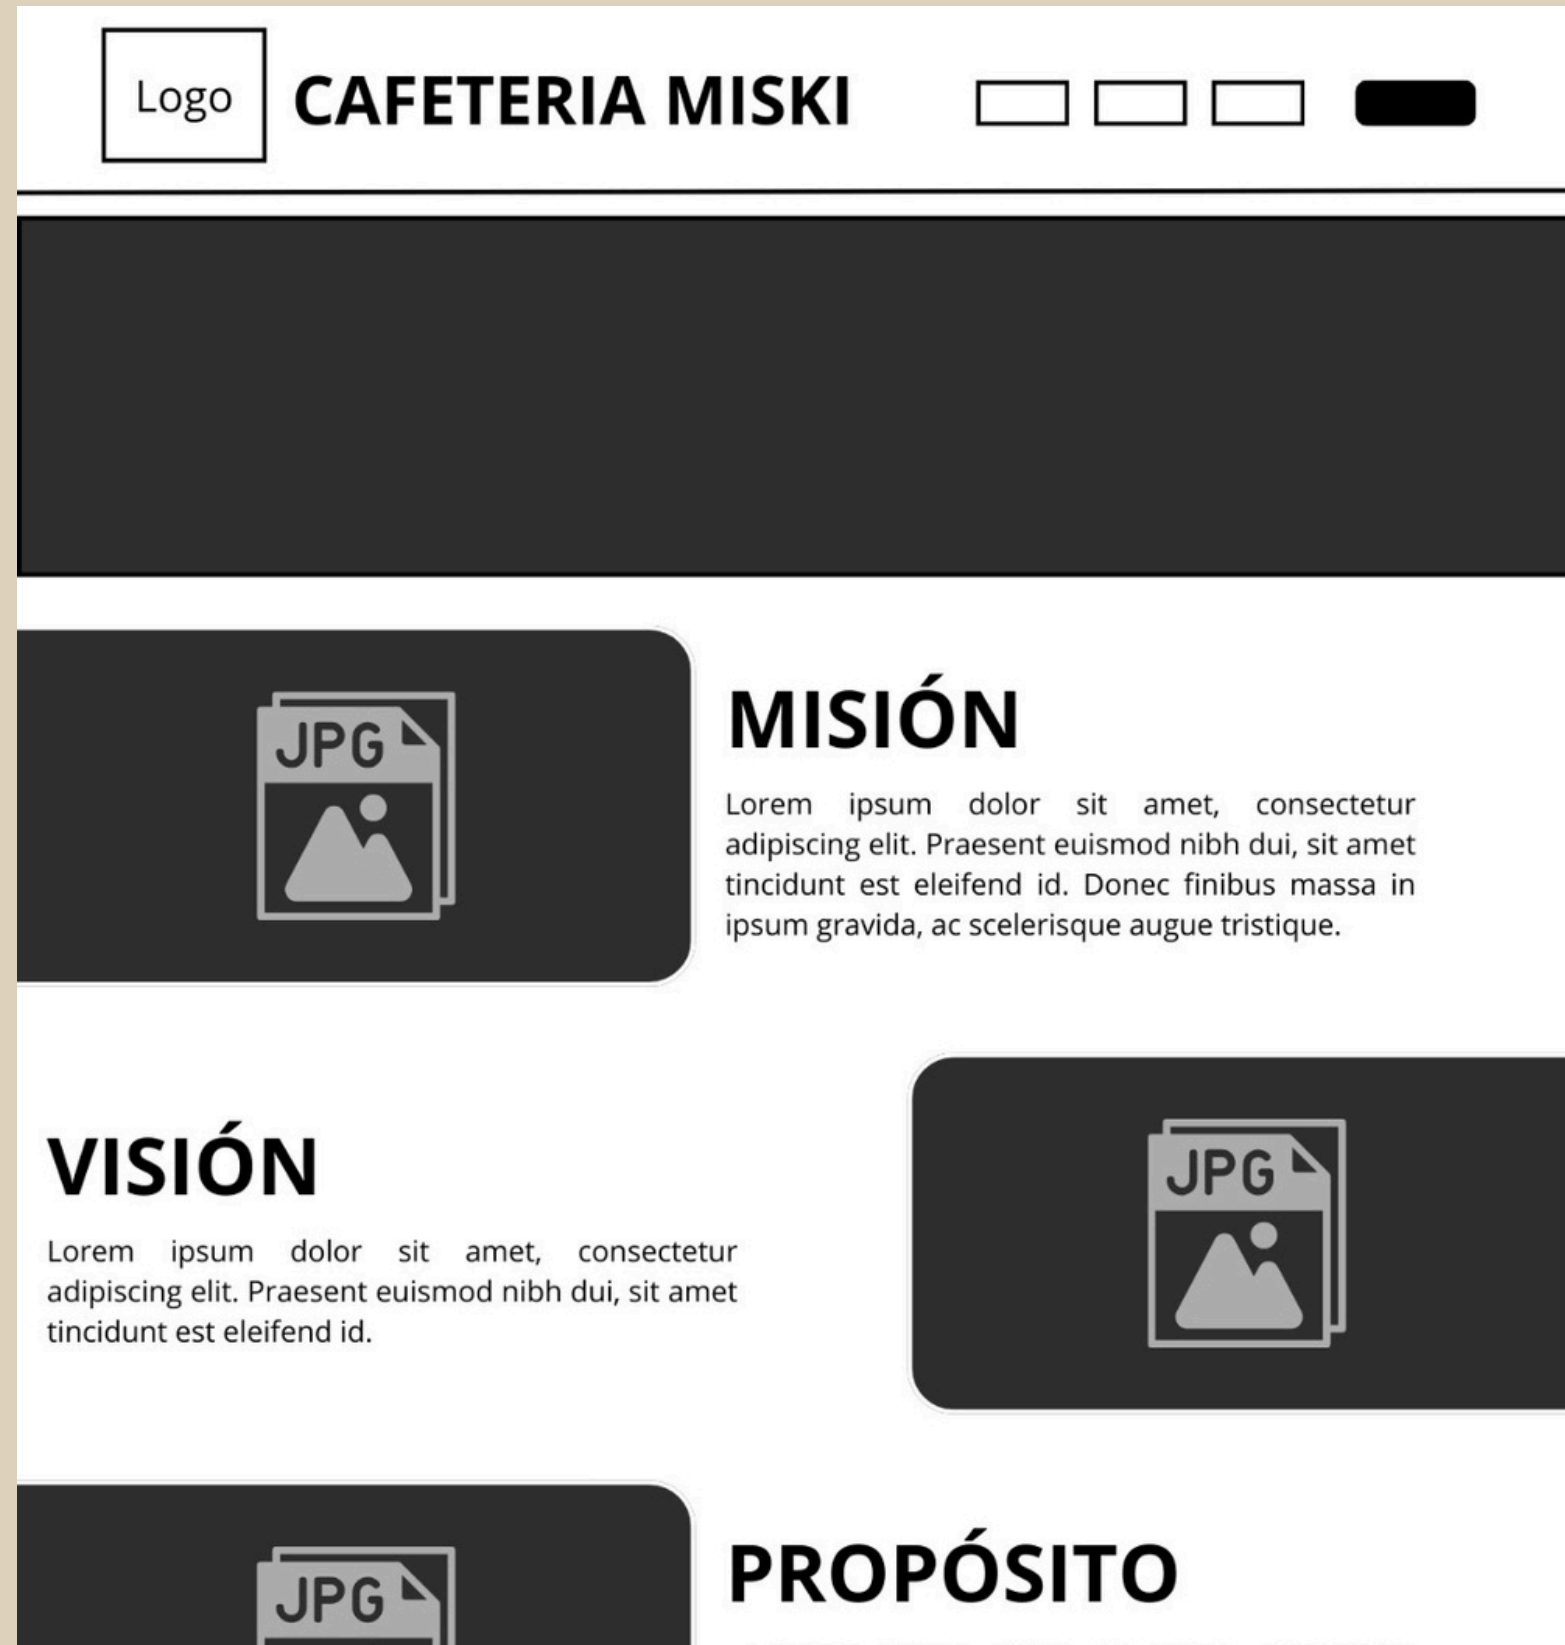 Logo
CAFETERIA MISKI
JPG
MISIÓN
Lorem ipsum dolor sit amet, consectetur
adipiscing elit. Praesent euismod nibh dui, sit amet
tincidunt est eleifend id. Donec finibus massa in
ipsum gravida, ac scelerisque augue tristique.
VISIÓN
Lorem ipsum dolor sit amet, consectetur
adipiscing elit. Praesent euismod nibh dui, sit amet
tincidunt est eleifend id.
JPG
JPG
PROPÓSITO